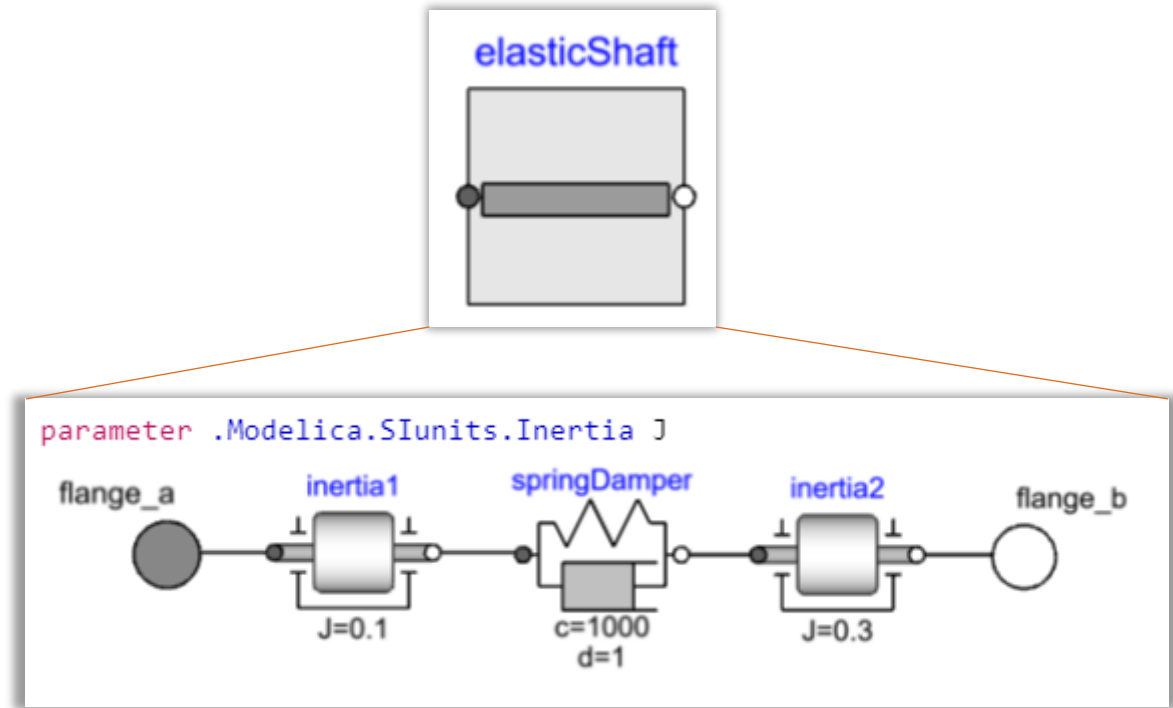 elasticShaft
parameter .Modelica.SIunits.Inertia J
flange_a
inertia1
springDamper
inertia2
flange_b
J=0.1
c=1000
d=1
J=0.3